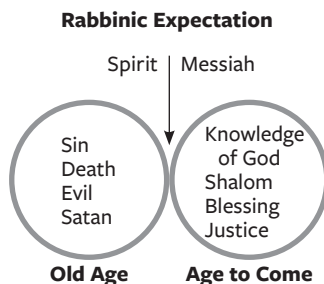 Rabbinic Expectation
Spirit Messiah
Sin
Death
Evil
Satan
Knowledge
of God
Shalom
Blessing
Justice
Old Age
Age to Come